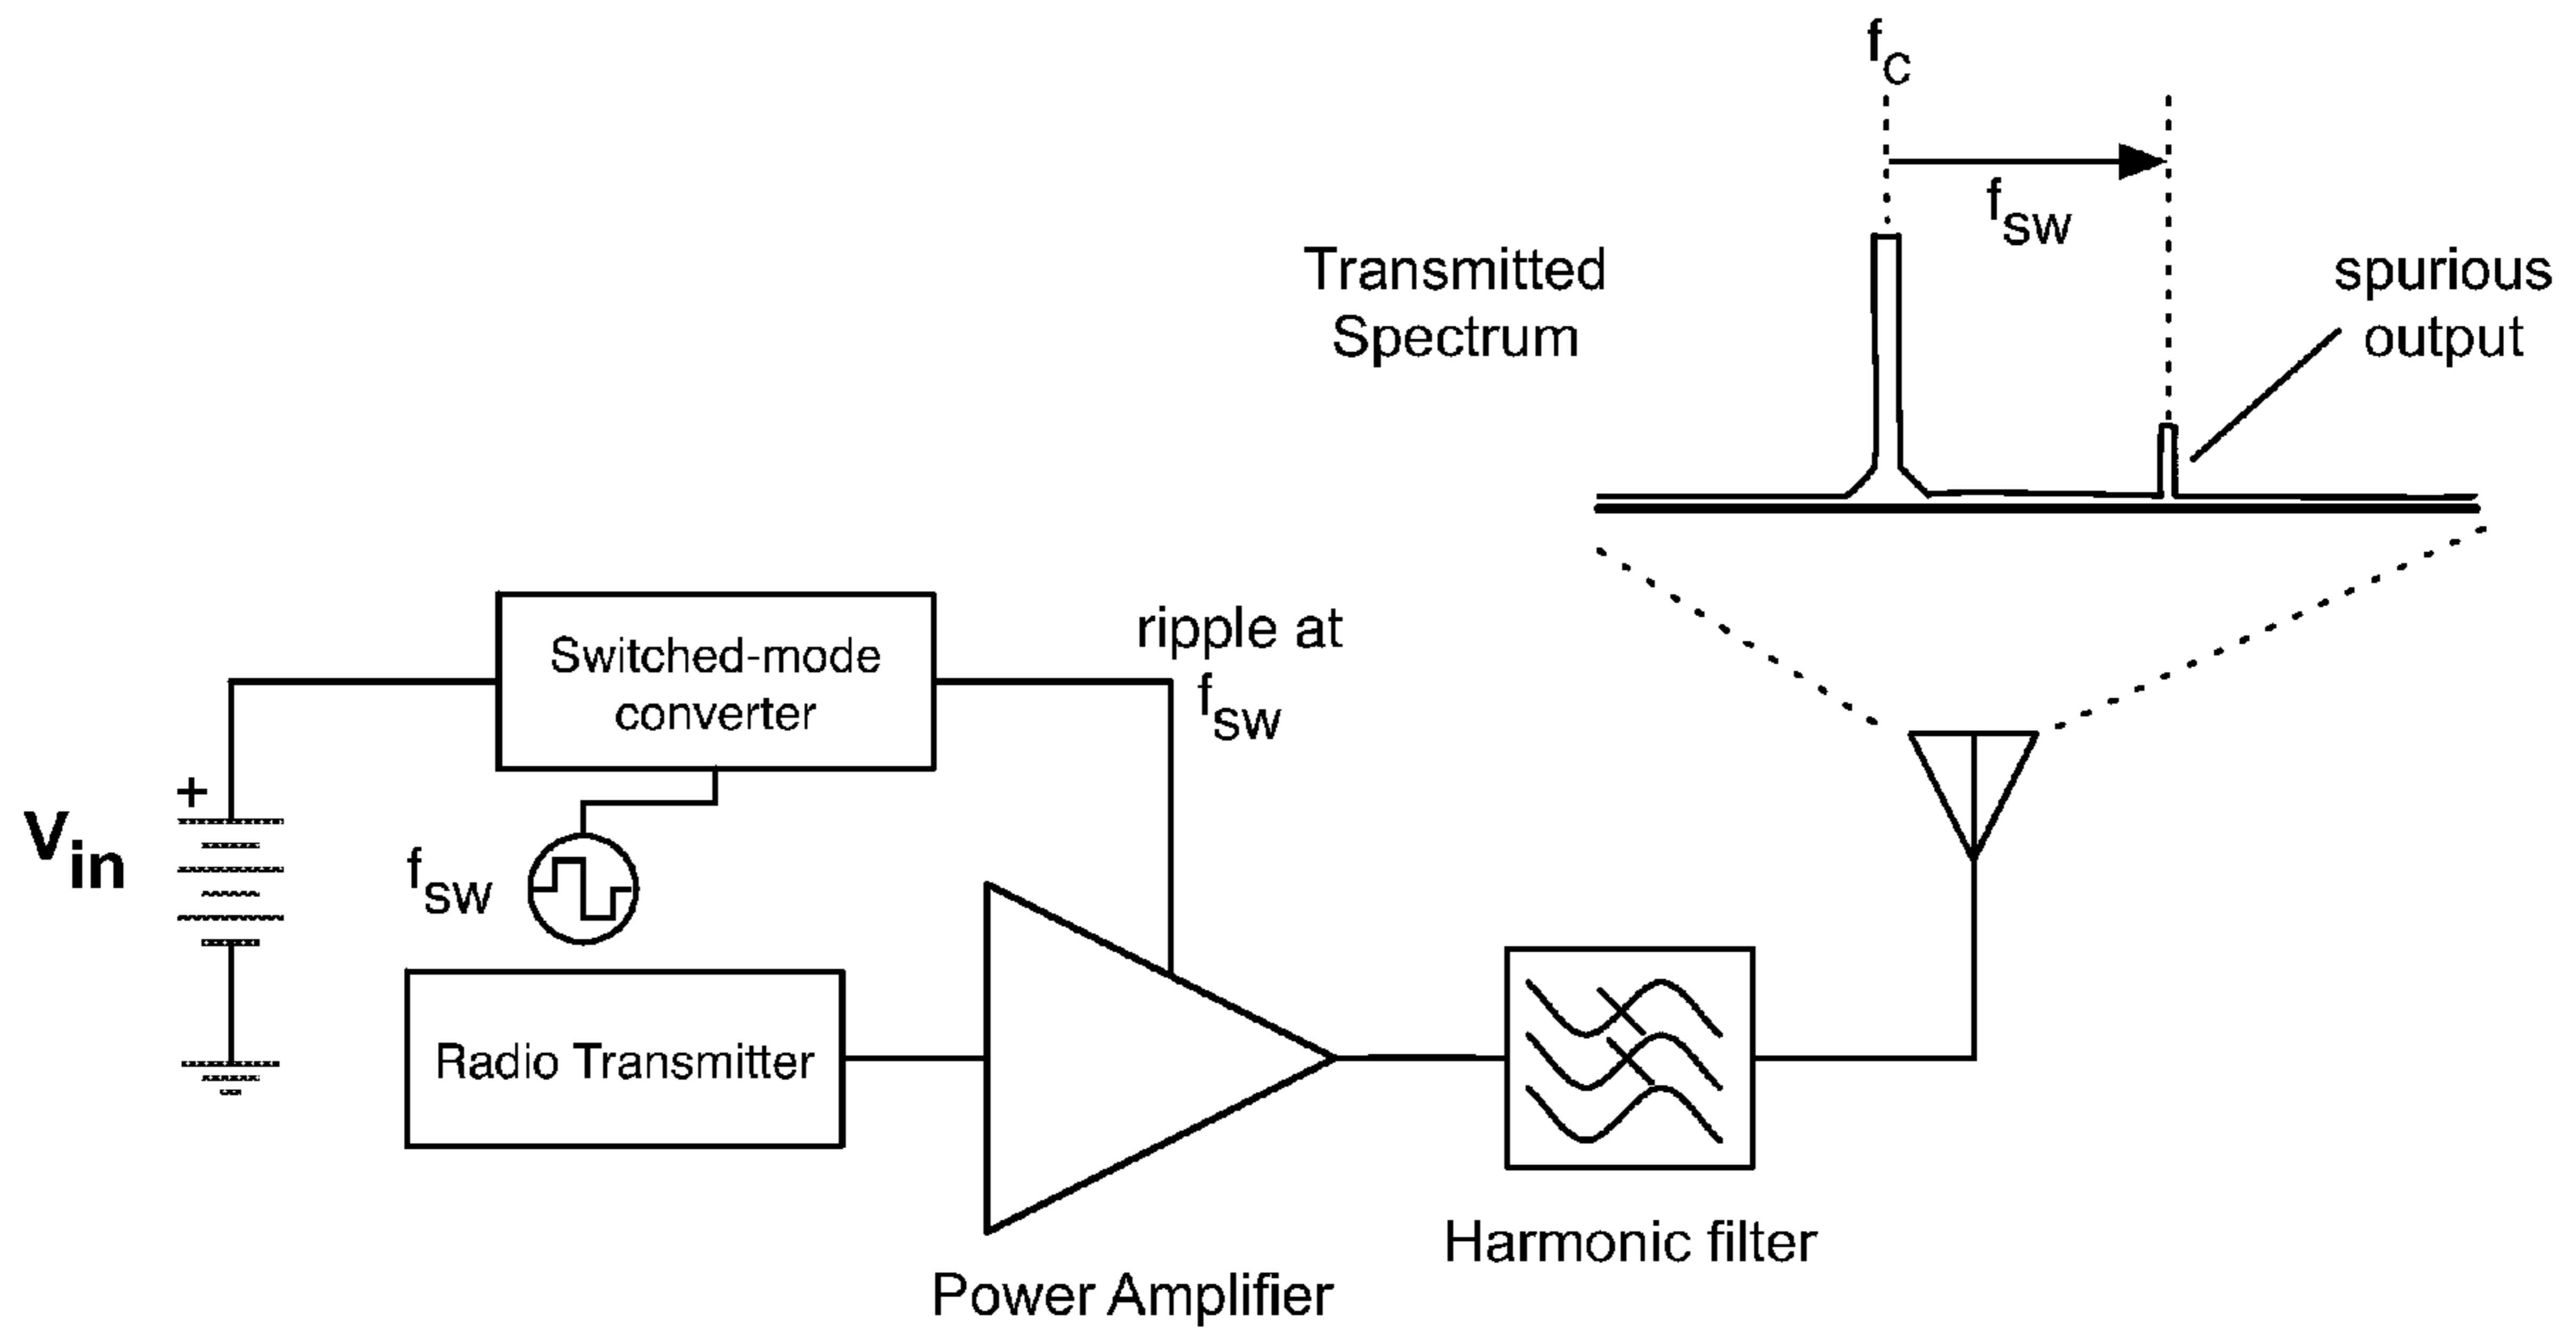 fC
fSW
Transmitted
Spectrum
spurious
output
Switched-mode
converter
ripple at
fSW
+
Vin
fSW
Radio Transmitter
Harmonic filter
Power Amplifier